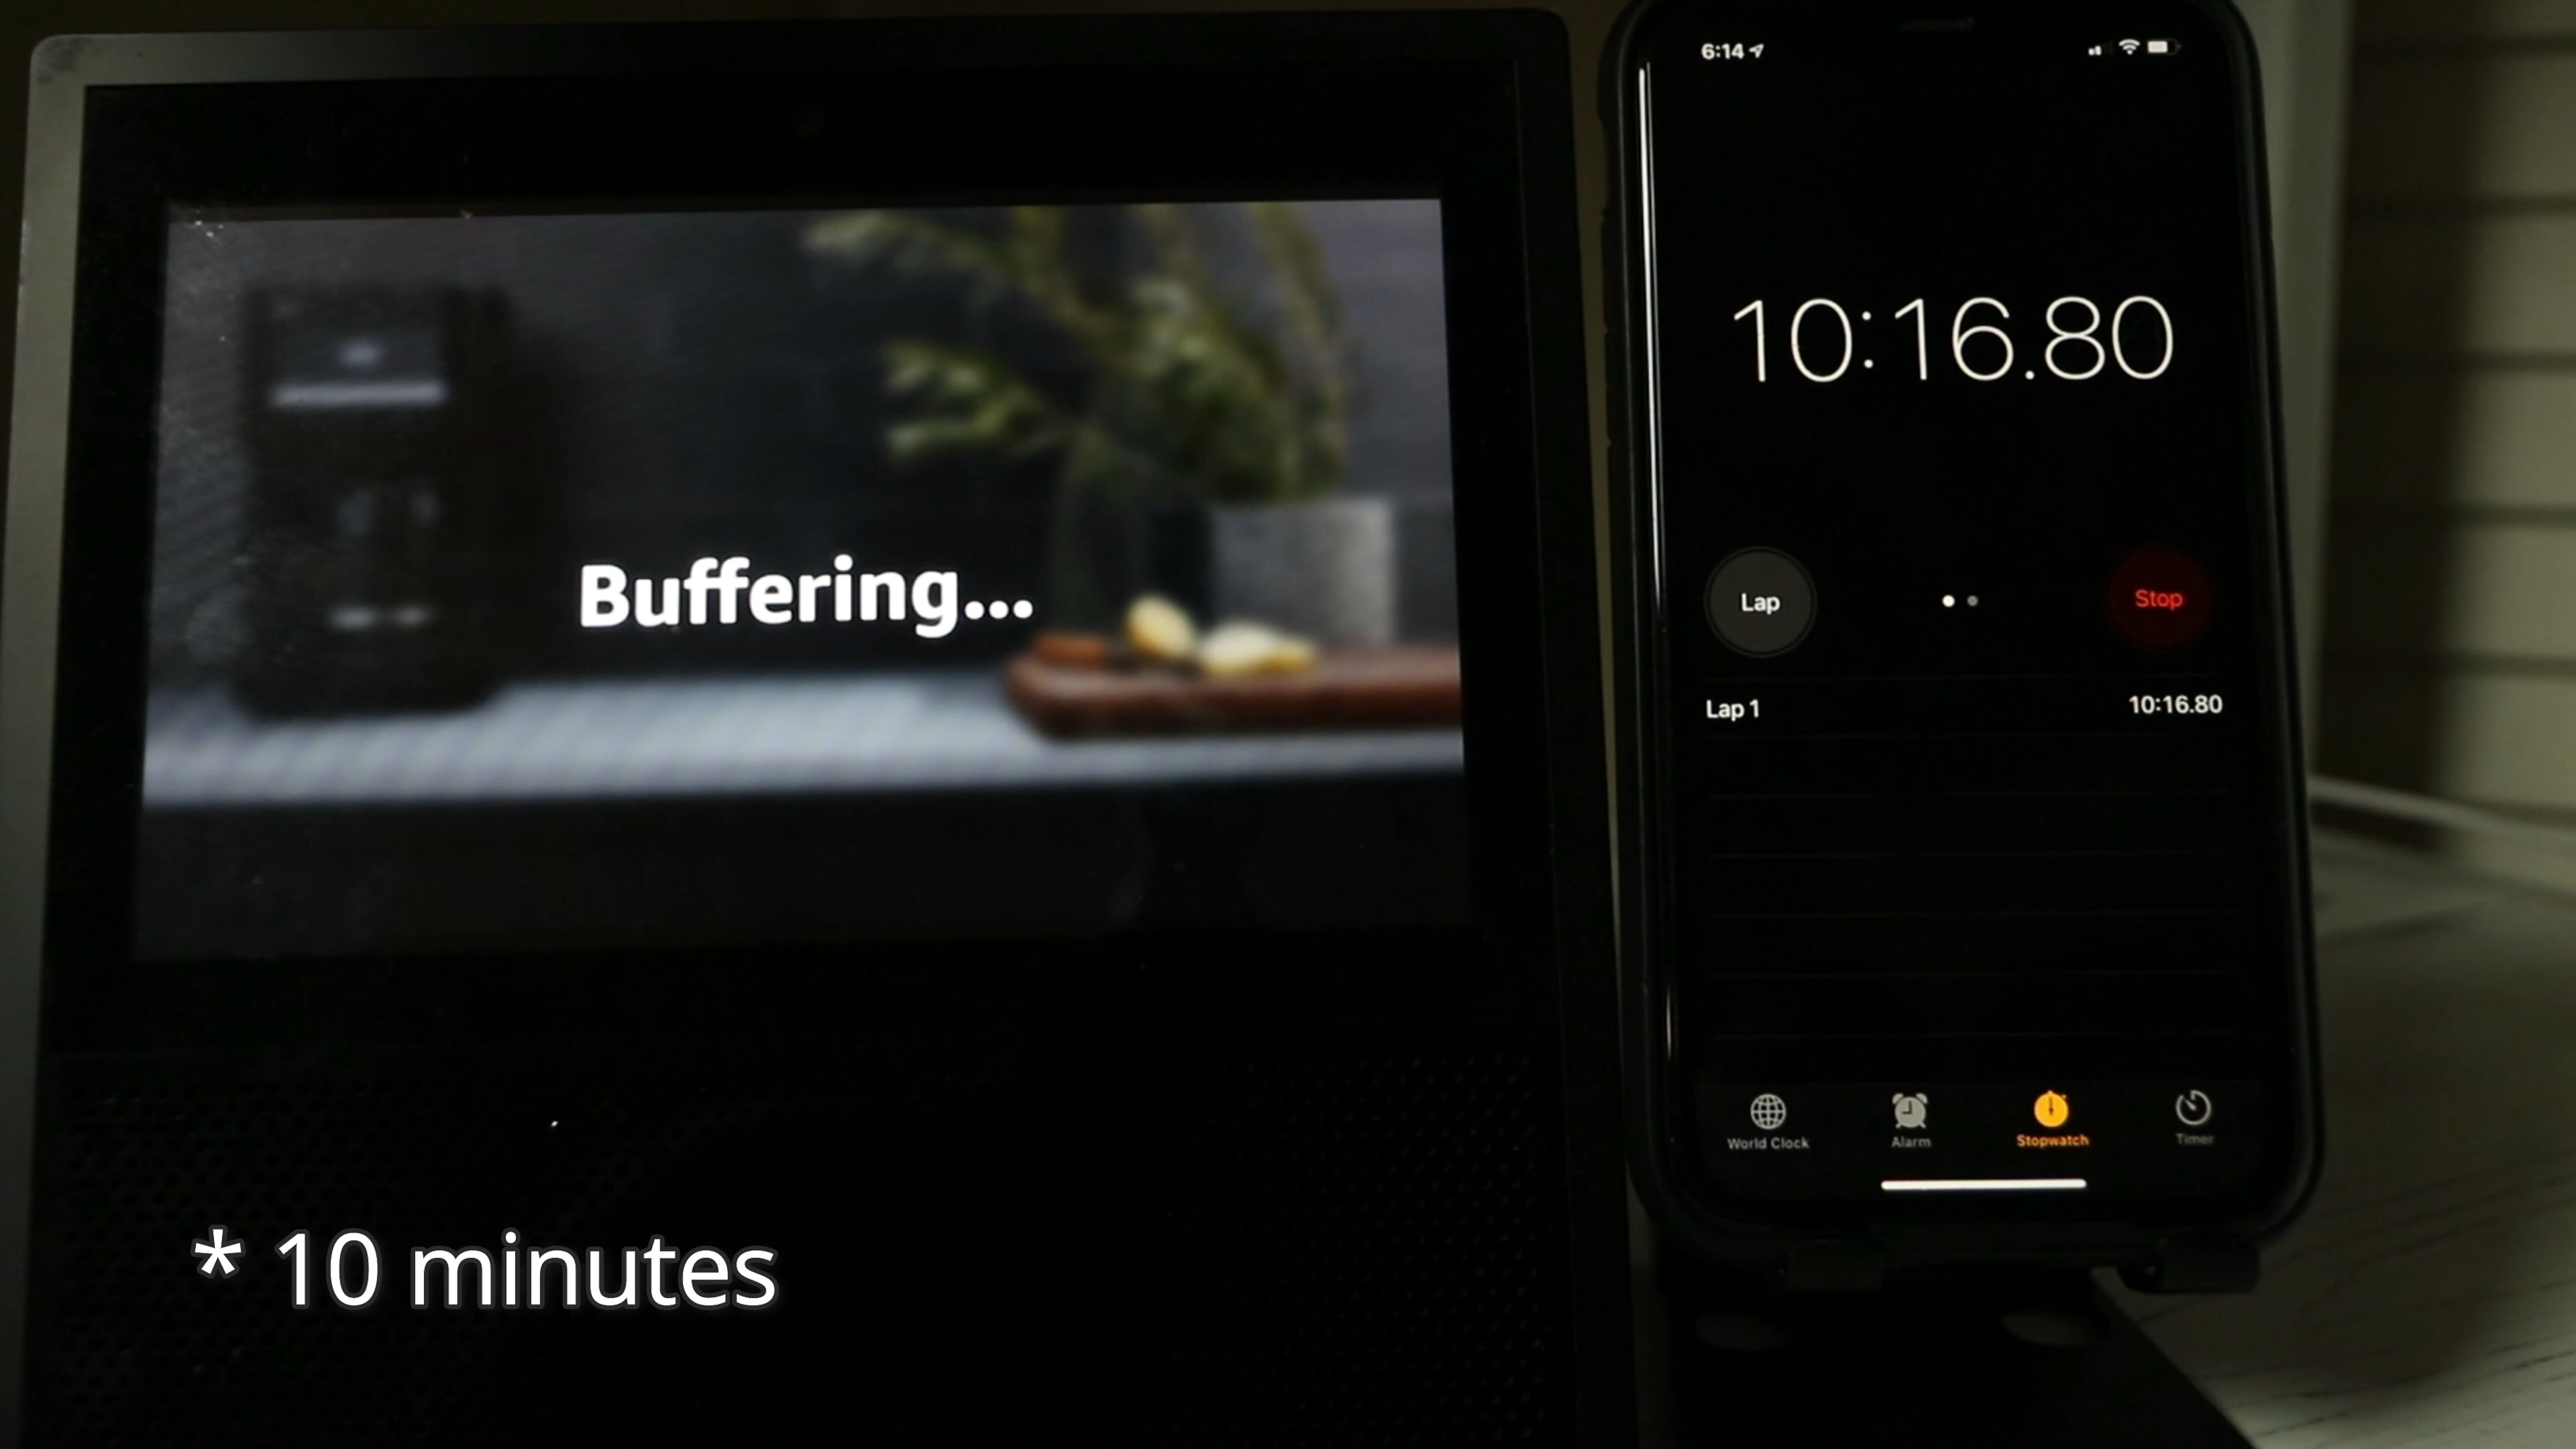 Buffering...
* 10 minutes
6:14
10:16.80
Lap
Stop
Lap 1
10:16.80
World Clock
Alarm
Stopwatch
Timer